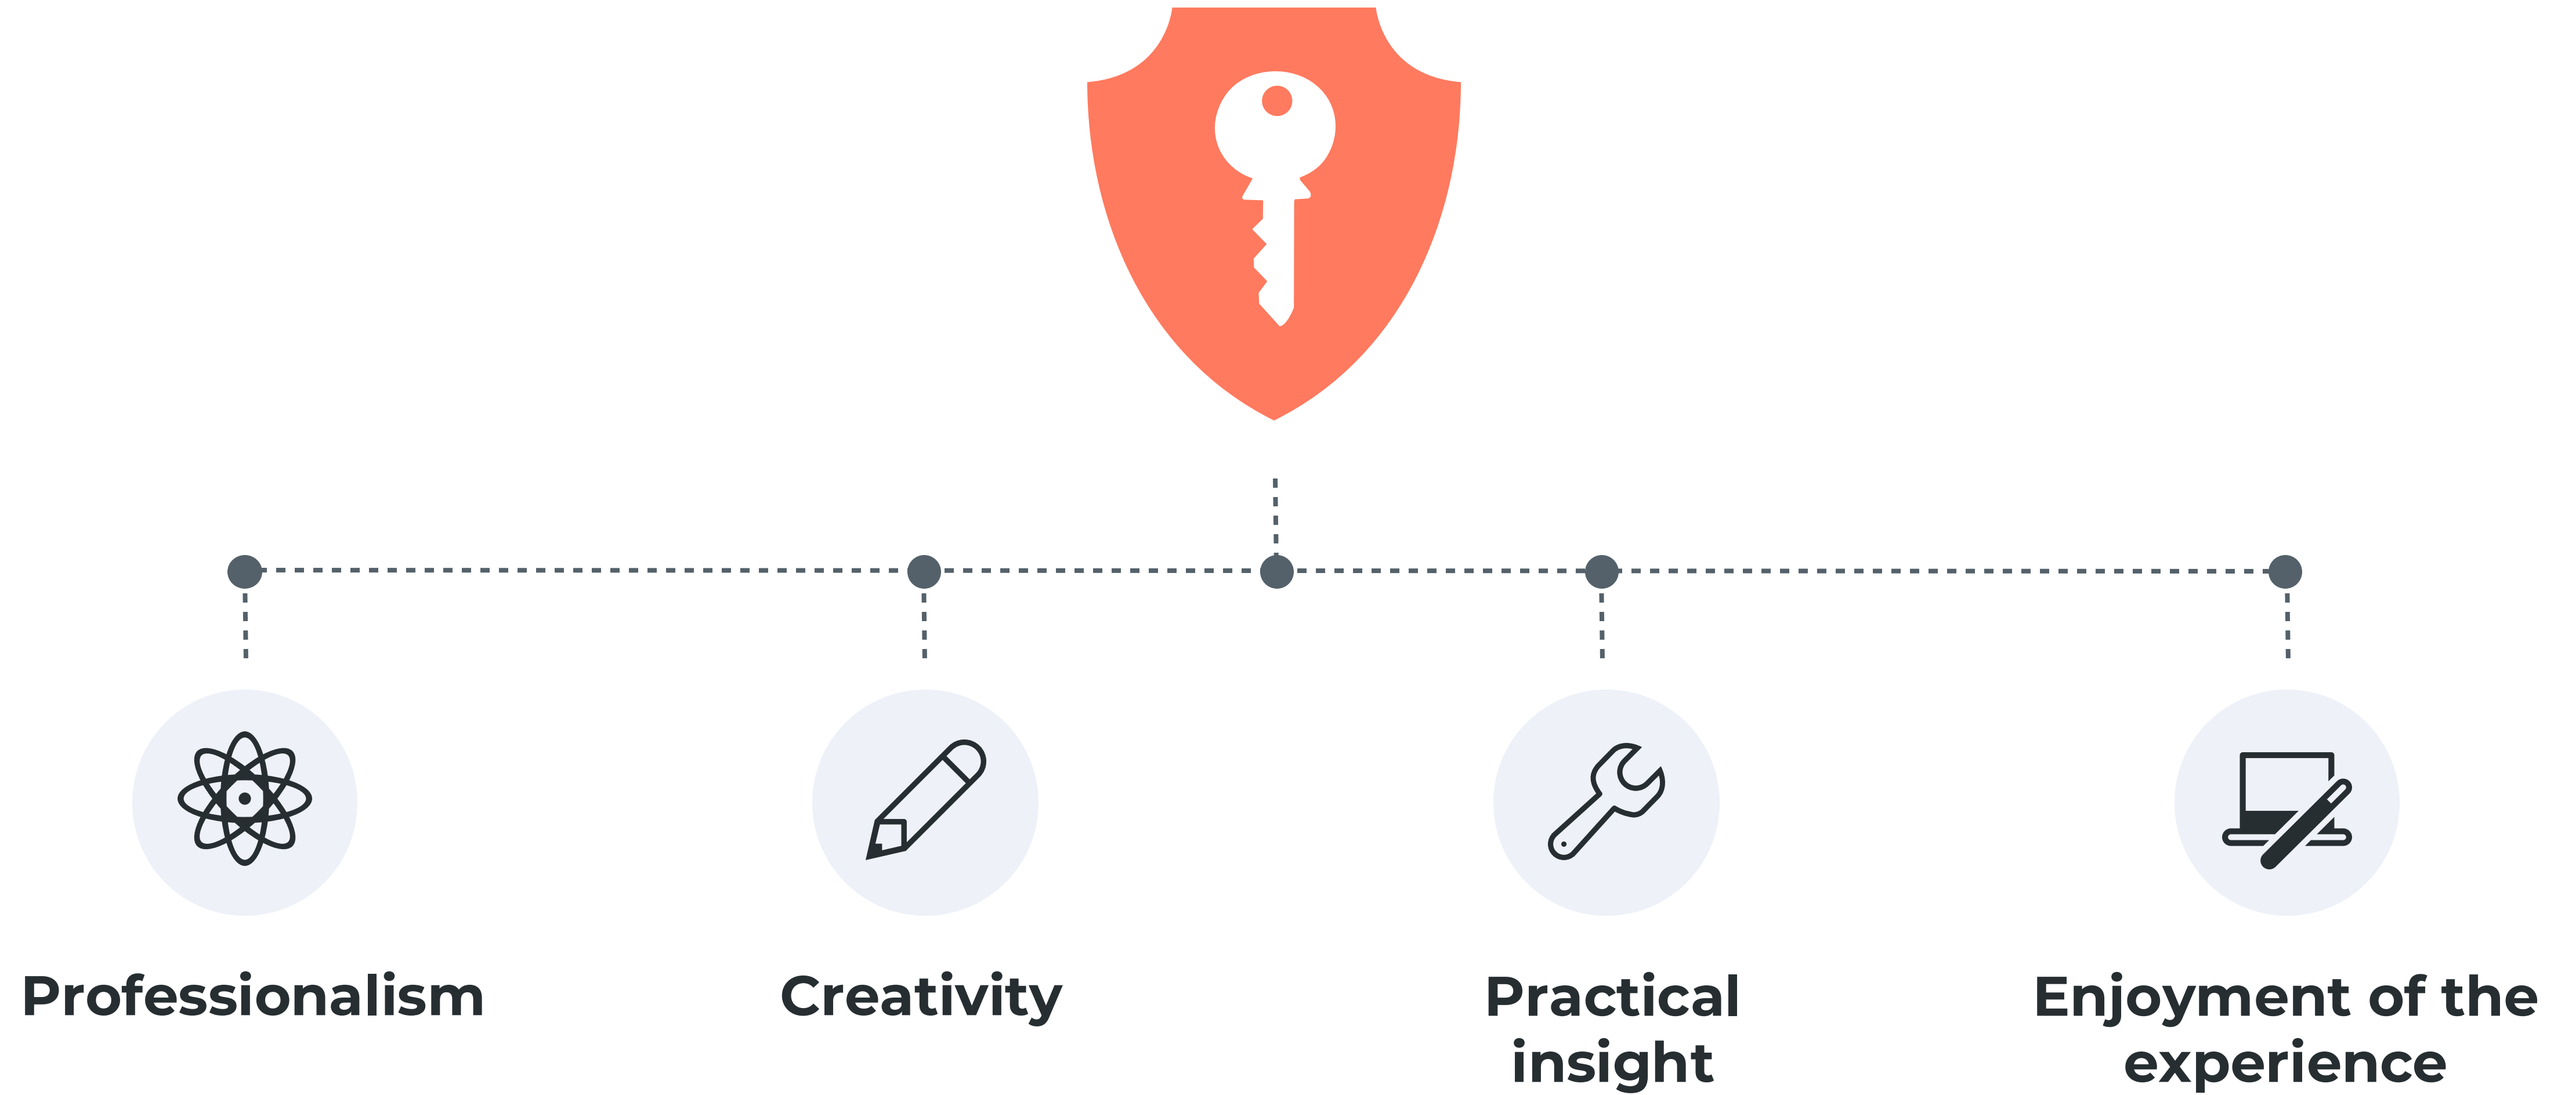 Professionalism
Creativity
Practical
insight
Enjoyment of the
experience